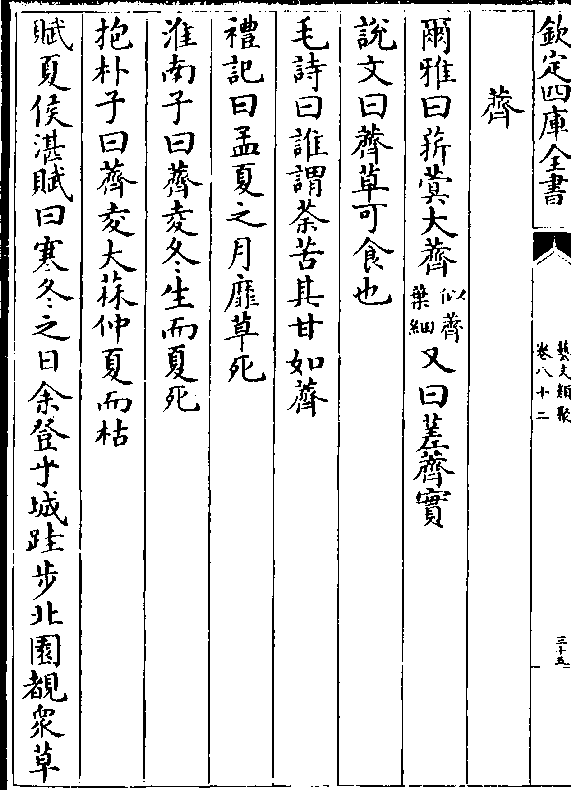 欽定四庫全書
藝文類聚
卷八十二
三十五
薺
爾雅曰菥蓂大薺似薺葉細又曰蒫薺實
說文曰薺草可食也
毛詩曰誰謂荼苦其甘如薺
禮記曰孟夏之月靡草死
淮南子曰薺麦冬生而夏死
抱朴子曰薺麦大蒜仲夏而枯
賦夏侯湛賦曰寒冬之日余登乎城跬步北園覩衆草